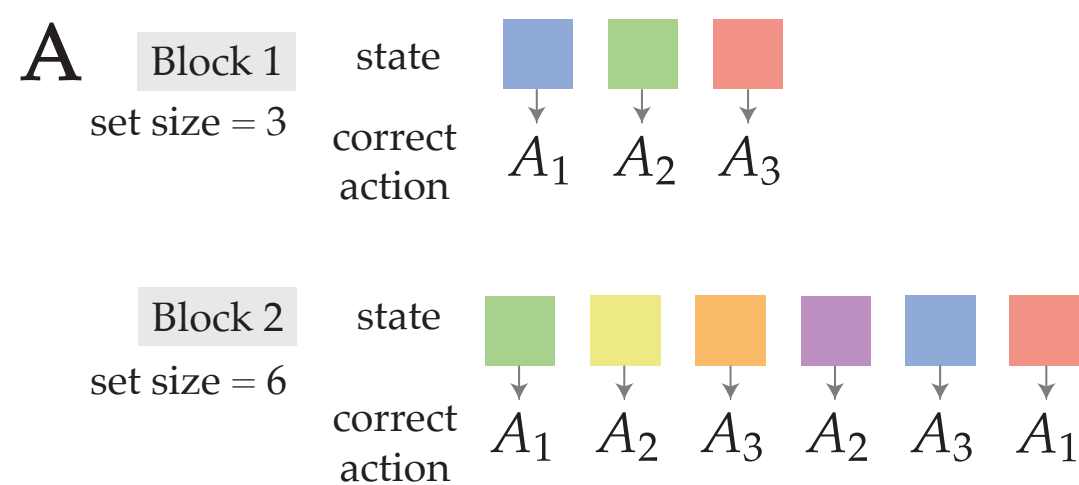 A
Block 1
set size = 3
state
correct
action
A₁ A₂ A₃
Block 2
set size = 6
state
correct
action
A₁ A₂ A₃ A₂ A₃ A₁